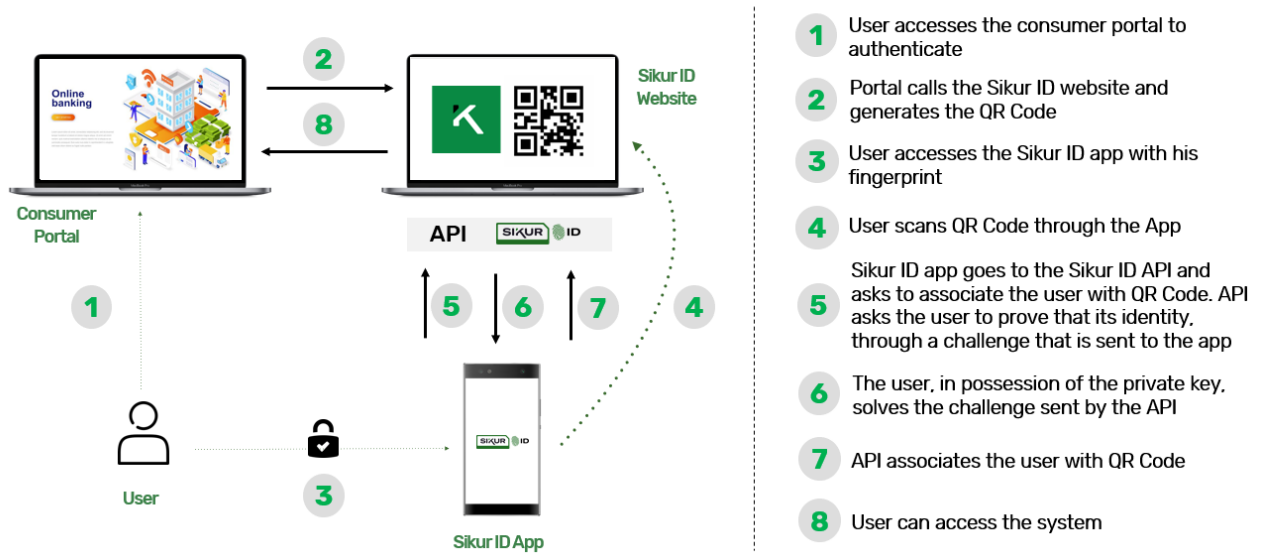 2
8
Online
banking
Sikur ID
Website
Consumer
Portal
API
SIKUR ID
1
5
6
7
4
SIKUR ID
User
3
Sikur ID App
1
User accesses the consumer portal to
authenticate
2
Portal calls the Sikur ID website and
generates the QR Code
3
User accesses the Sikur ID app with his
fingerprint
4
User scans QR Code through the App
5
Sikur ID app goes to the Sikur ID API and
asks to associate the user with QR Code. API
asks the user to prove that its identity,
through a challenge that is sent to the app
6
The user, in possession of the private key,
solves the challenge sent by the API
7
API associates the user with QR Code
8
User can access the system